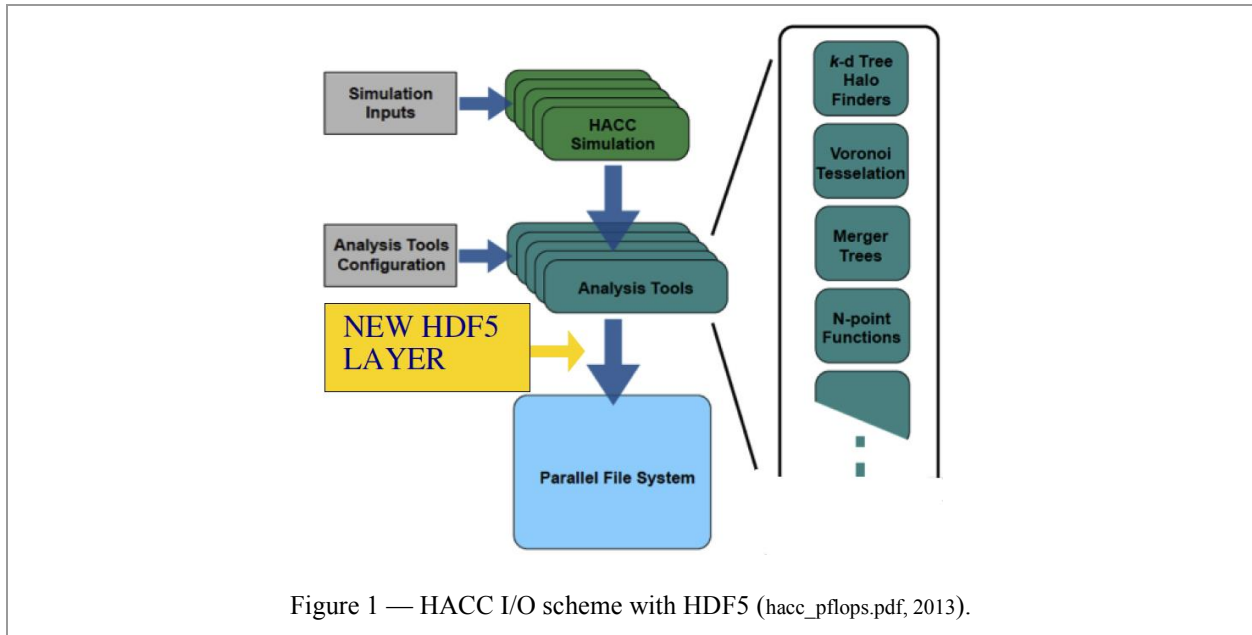 Simulation
Inputs
HACC
Simulation
Analysis Tools
Configuration
Analysis Tools
NEW HDF5
LAYER
Parallel File System
k-d Tree
Halo
Finders
Voronoi
Tesselation
Merger
Trees
N-point
Functions
Figure 1 — HACC I/O scheme with HDF5 (hacc_pflops.pdf, 2013).